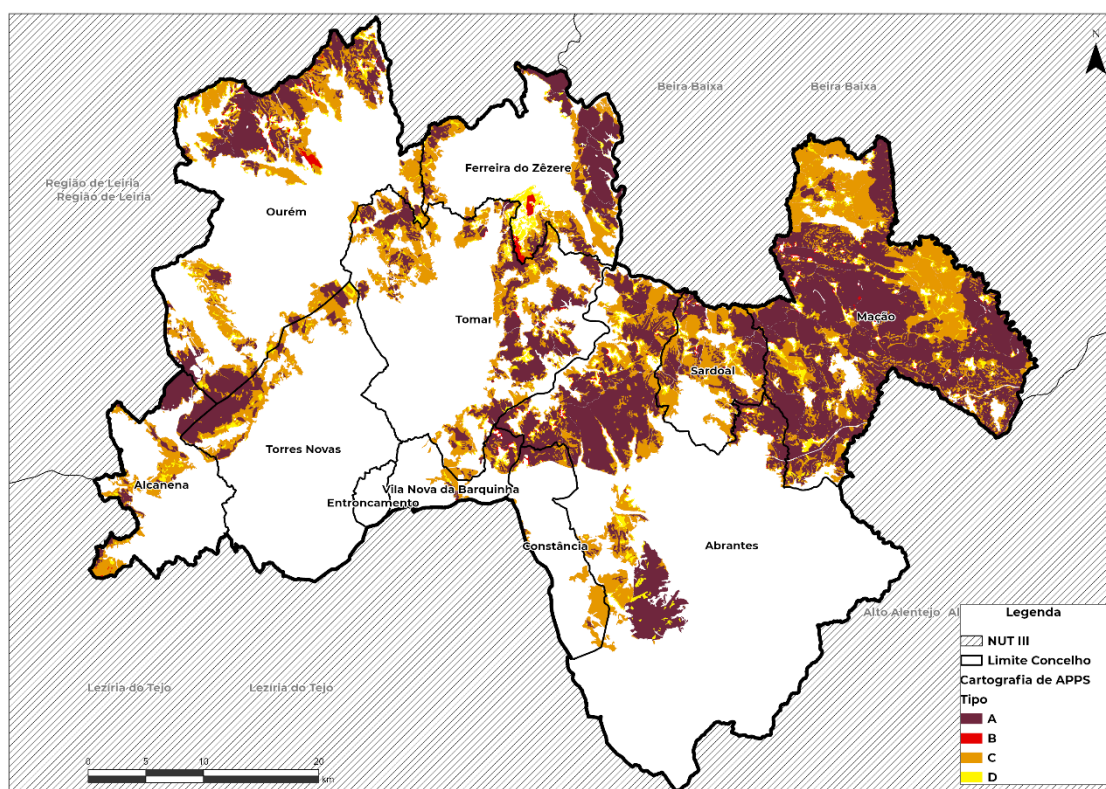 N
Beira Baixa
Beira Baixa
Ferreira do Zêzere
Região de Leiria
Região de Leiria
Ourém
Tomar
Mação
Sardoal
Torres Novas
Alcanena
Vila Nova da Barquinha
Entroncamento
Constância
Abrantes
Alto Alentejo Al
Lezíria do Tejo
Lezíria do Tejo
Legenda
NUT III
Limite Concelho
Cartografia de APPS
Tipo
A
B
C
D
0 5 10 20
km